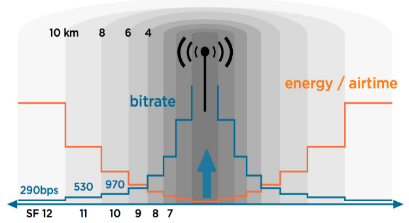 10 km 8 6 4
energy / airtime
bitrate
290bps 530 970
SF 12 11 10 9 8 7